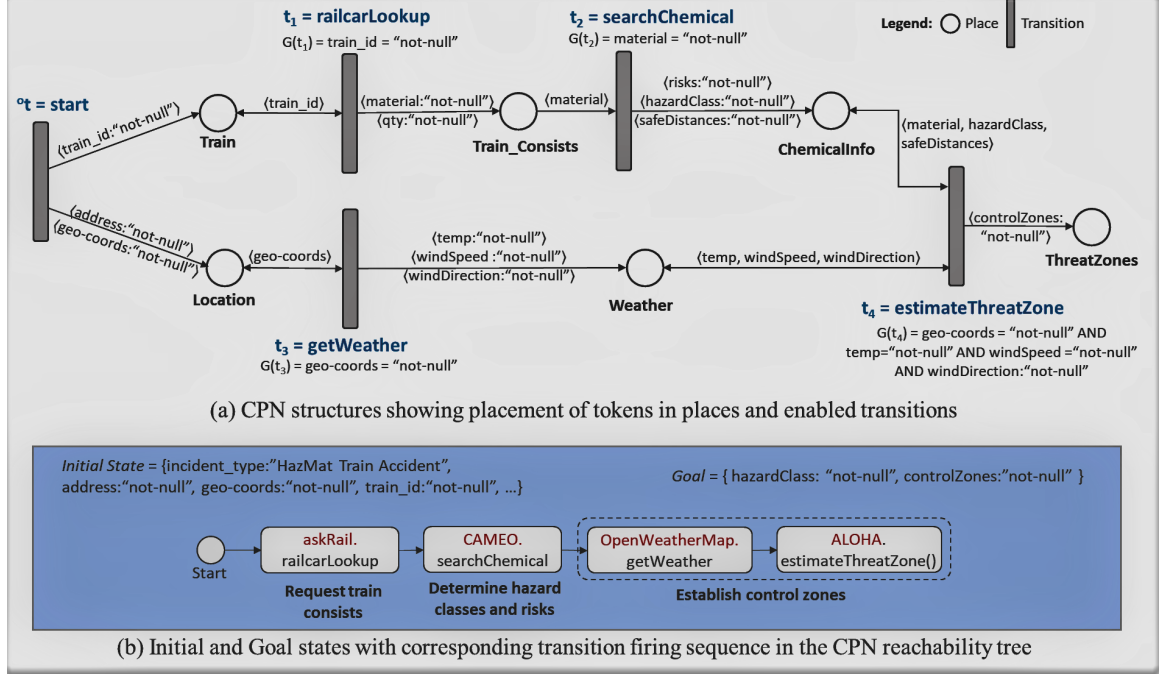 t1 = railcarLookup
G(t1) = train_id = “not-null”
t2 = searchChemical
G(t2) = material = “not-null”
Legend: Place Transition
ºt = start
⟨train_id:“not-null”⟩
Train
⟨train_id⟩
⟨material:“not-null”⟩
⟨qty:“not-null”⟩
Train_Consists
⟨material⟩
⟨risks:“not-null”⟩
⟨hazardClass:“not-null”⟩
⟨safeDistances:“not-null”⟩
ChemicalInfo
⟨material, hazardClass,
safeDistances⟩
⟨address:“not-null”⟩
⟨geo-coords:“not-null”⟩
Location
⟨geo-coords⟩
⟨temp:“not-null”⟩
⟨windSpeed :“not-null”⟩
⟨windDirection:“not-null”⟩
Weather
⟨temp, windSpeed, windDirection⟩
⟨controlZones:
“not-null”⟩
ThreatZones
t3 = getWeather
G(t3) = geo-coords = “not-null”
t4 = estimateThreatZone
G(t4) = geo-coords = “not-null” AND
temp=“not-null” AND windSpeed =“not-null”
AND windDirection:“not-null”
(a) CPN structures showing placement of tokens in places and enabled transitions
Initial State = {incident_type:”HazMat Train Accident”,
address:“not-null”, geo-coords:“not-null”, train_id:“not-null”, …}
Goal = { hazardClass: “not-null”, controlZones:”not-null” }
Start
askRail.
railcarLookup
CAMEO.
searchChemical
OpenWeatherMap.
getWeather
ALOHA.
estimateThreatZone()
Request train
consists
Determine hazard
classes and risks
Establish control zones
(b) Initial and Goal states with corresponding transition firing sequence in the CPN reachability tree